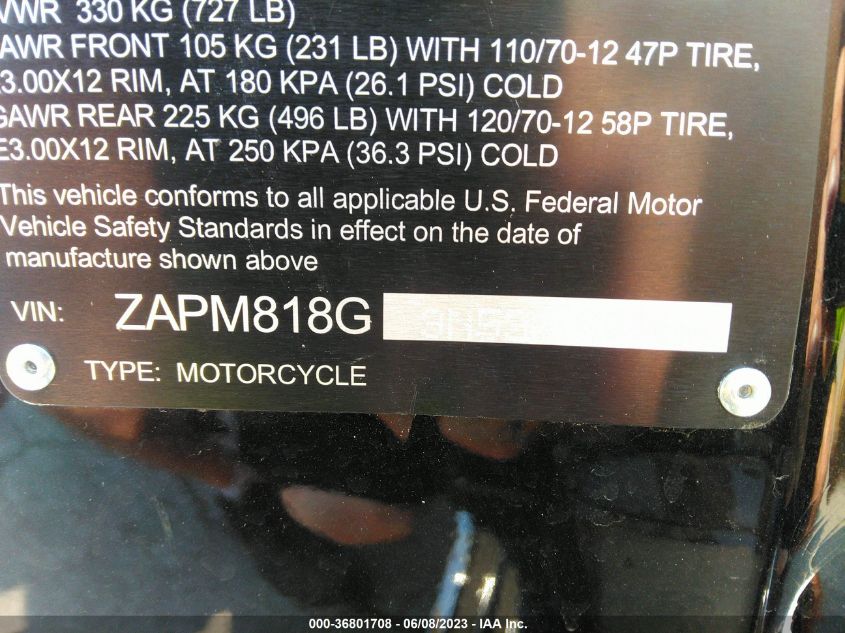 VWR 330 KG (727 LB)
AWR FRONT 105 KG (231 LB) WITH 110/70-12 47P TIRE,
E3.00X12 RIM, AT 180 KPA (26.1 PSI) COLD
GAWR REAR 225 KG (496 LB) WITH 120/70-12 58P TIRE,
E3.00X12 RIM, AT 250 KPA (36.3 PSI) COLD
This vehicle conforms to all applicable U.S. Federal Motor
Vehicle Safety Standards in effect on the date of
manufacture shown above
VIN: ZAPM818G
TYPE: MOTORCYCLE
000-36801708 - 06/08/2023 - IAA Inc.